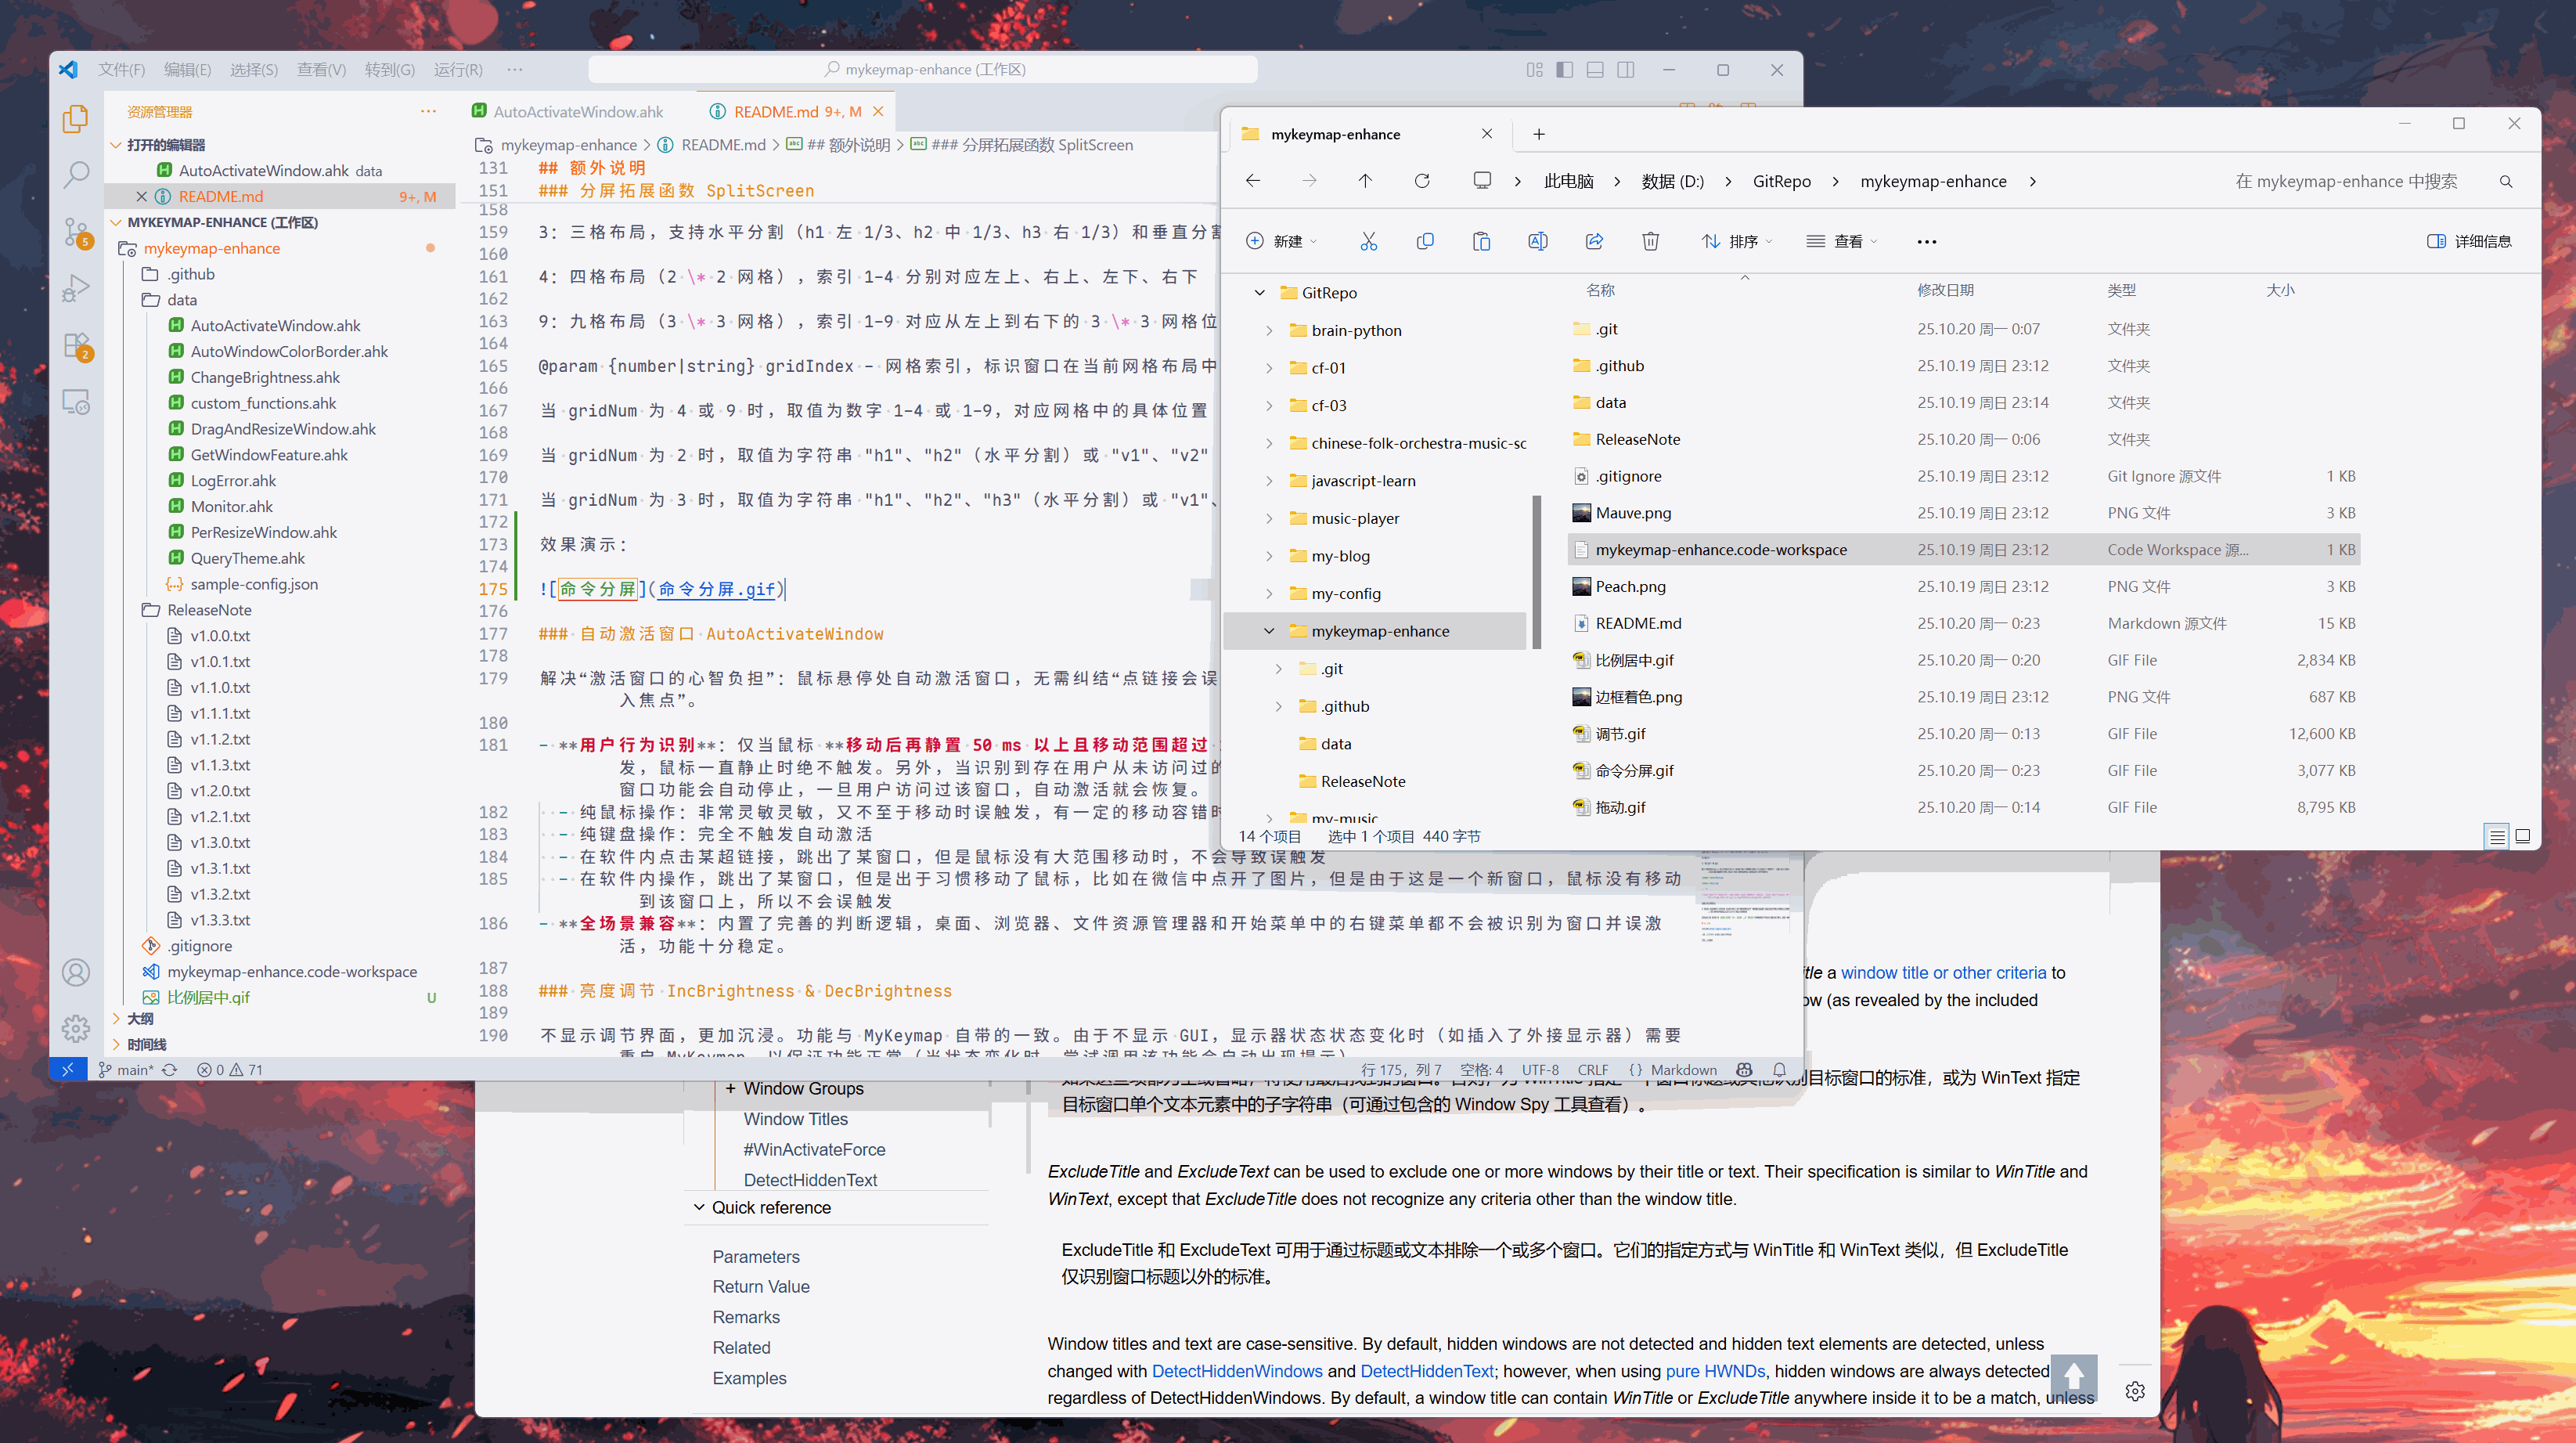 文件(F) 编辑(E) 选择(S) 查看(V) 转到(G) 运行(R) ···
mykeymap-enhance (工作区)
资源管理器
打开的编辑器
AutoActivateWindow.ahk data
README.md 9+, M
MYKEYMAP-ENHANCE (工作区)
mykeymap-enhance
.github
data
AutoActivateWindow.ahk
AutoWindowColorBorder.ahk
ChangeBrightness.ahk
custom_functions.ahk
DragAndResizeWindow.ahk
GetWindowFeature.ahk
LogError.ahk
Monitor.ahk
PerResizeWindow.ahk
QueryTheme.ahk
sample-config.json
ReleaseNote
v1.0.0.txt
v1.0.1.txt
v1.1.0.txt
v1.1.1.txt
v1.1.2.txt
v1.1.3.txt
v1.2.0.txt
v1.2.1.txt
v1.3.0.txt
v1.3.1.txt
v1.3.2.txt
v1.3.3.txt
.gitignore
mykeymap-enhance.code-workspace
比例居中.gif U
大纲
时间线
5
2
AutoActivateWindow.ahk
README.md 9+, M
mykeymap-enhance > README.md > ## 额外说明 > ### 分屏拓展函数 SplitScreen
131 ## 额外说明
151 ### 分屏拓展函数 SplitScreen
158
159 3: 三格布局，支持水平分割（h1 左 1/3、h2 中 1/3、h3 右 1/3）和垂直分割
160
161 4: 四格布局（2 \* 2 网格），索引 1-4 分别对应左上、右上、左下、右下
162
163 9: 九格布局（3 \* 3 网格），索引 1-9 对应从左上到右下的 3 \* 3 网格位
164
165 @param {number|string} gridIndex - 网格索引，标识窗口在当前网格布局中
166
167 当 gridNum 为 4 或 9 时，取值为数字 1-4 或 1-9，对应网格中的具体位置
168
169 当 gridNum 为 2 时，取值为字符串 "h1"、"h2"（水平分割）或 "v1"、"v2"
170
171 当 gridNum 为 3 时，取值为字符串 "h1"、"h2"、"h3"（水平分割）或 "v1"、
172
173 效果演示：
174
175 ![命令分屏](命令分屏.gif)
176
177 ### 自动激活窗口 AutoActivateWindow
178
179 解决“激活窗口的心智负担”：鼠标悬停处自动激活窗口，无需纠结“点链接会误
入焦点”。
180
181 - **用户行为识别**：仅当鼠标 **移动后再静置 50 ms 以上且移动范围超过
发，鼠标一直静止时绝不触发。另外，当识别到存在用户从未访问过的
窗口功能会自动停止，一旦用户访问过该窗口，自动激活就会恢复。
182 - 纯鼠标操作：非常灵敏灵敏，又不至于移动时误触发，有一定的移动容错时
183 - 纯键盘操作：完全不触发自动激活
184 - 在软件内点击某超链接，跳出了某窗口，但是鼠标没有大范围移动时，不会导致误触发
185 - 在软件内操作，跳出了某窗口，但是出于习惯移动了鼠标，比如在微信中点开了图片，但是由于这是一个新窗口，鼠标没有移动
到该窗口上，所以不会误触发
186 - **全场景兼容**：内置了完善的判断逻辑，桌面、浏览器、文件资源管理器和开始菜单中的右键菜单都不会被识别为窗口并误激
活，功能十分稳定。
187
188 ### 亮度调节 IncBrightness & DecBrightness
189
190 不显示调节界面，更加沉浸。功能与 MyKeymap 自带的一致。由于不显示 GUI，显示器状态状态变化时（如插入了外接显示器）需要
main* 0 71
行 175，列 7 空格: 4 UTF-8 CRLF {} Markdown
mykeymap-enhance
此电脑 > 数据 (D:) > GitRepo > mykeymap-enhance >
在 mykeymap-enhance 中搜索
新建 排序 查看 ··· 详细信息
GitRepo
brain-python
cf-01
cf-03
chinese-folk-orchestra-music-sc
javascript-learn
music-player
my-blog
my-config
mykeymap-enhance
.git
.github
data
ReleaseNote
my-music
名称 修改日期 类型 大小
.git 25.10.20 周一 0:07 文件夹
.github 25.10.19 周日 23:12 文件夹
data 25.10.19 周日 23:14 文件夹
ReleaseNote 25.10.20 周一 0:06 文件夹
.gitignore 25.10.19 周日 23:12 Git Ignore 源文件 1 KB
Mauve.png 25.10.19 周日 23:12 PNG 文件 3 KB
mykeymap-enhance.code-workspace 25.10.19 周日 23:12 Code Workspace 源... 1 KB
Peach.png 25.10.19 周日 23:12 PNG 文件 3 KB
README.md 25.10.20 周一 0:23 Markdown 源文件 15 KB
比例居中.gif 25.10.20 周一 0:20 GIF File 2,834 KB
边框着色.png 25.10.19 周日 23:12 PNG 文件 687 KB
调节.gif 25.10.20 周一 0:13 GIF File 12,600 KB
命令分屏.gif 25.10.20 周一 0:23 GIF File 3,077 KB
拖动.gif 25.10.20 周一 0:14 GIF File 8,795 KB
14 个项目 选中 1 个项目 440 字节
a window title or other criteria to
(as revealed by the included
目标窗口的标准，或为 WinText 指定
目标窗口单个文本元素中的子字符串（可通过包含的 Window Spy 工具查看）。
+ Window Groups
Window Titles
#WinActivateForce
DetectHiddenText
Quick reference
Parameters
Return Value
Remarks
Related
Examples
ExcludeTitle and ExcludeText can be used to exclude one or more windows by their title or text. Their specification is similar to WinTitle and
WinText, except that ExcludeTitle does not recognize any criteria other than the window title.
ExcludeTitle 和 ExcludeText 可用于通过标题或文本排除一个或多个窗口。它们的指定方式与 WinTitle 和 WinText 类似，但 ExcludeTitle
仅识别窗口标题以外的标准。
Window titles and text are case-sensitive. By default, hidden windows are not detected and hidden text elements are detected, unless
changed with DetectHiddenWindows and DetectHiddenText; however, when using pure HWNDs, hidden windows are always detected
regardless of DetectHiddenWindows. By default, a window title can contain WinTitle or ExcludeTitle anywhere inside it to be a match, unless